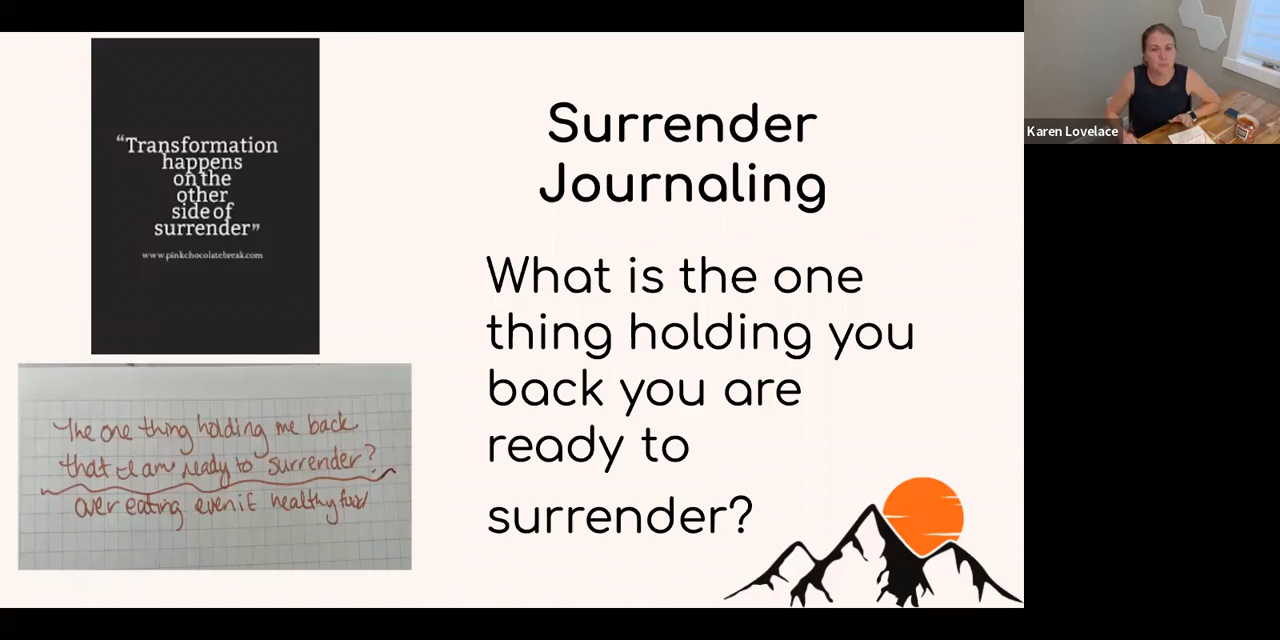 “Transformation
happens
on the
other
side of
surrender”
www.pinkchocolatebreak.com
The one thing holding me back
that I am ready to surrender?
over eating even if healthy food
Surrender
Journaling
What is the one
thing holding you
back you are
ready to
surrender?
Karen Lovelace